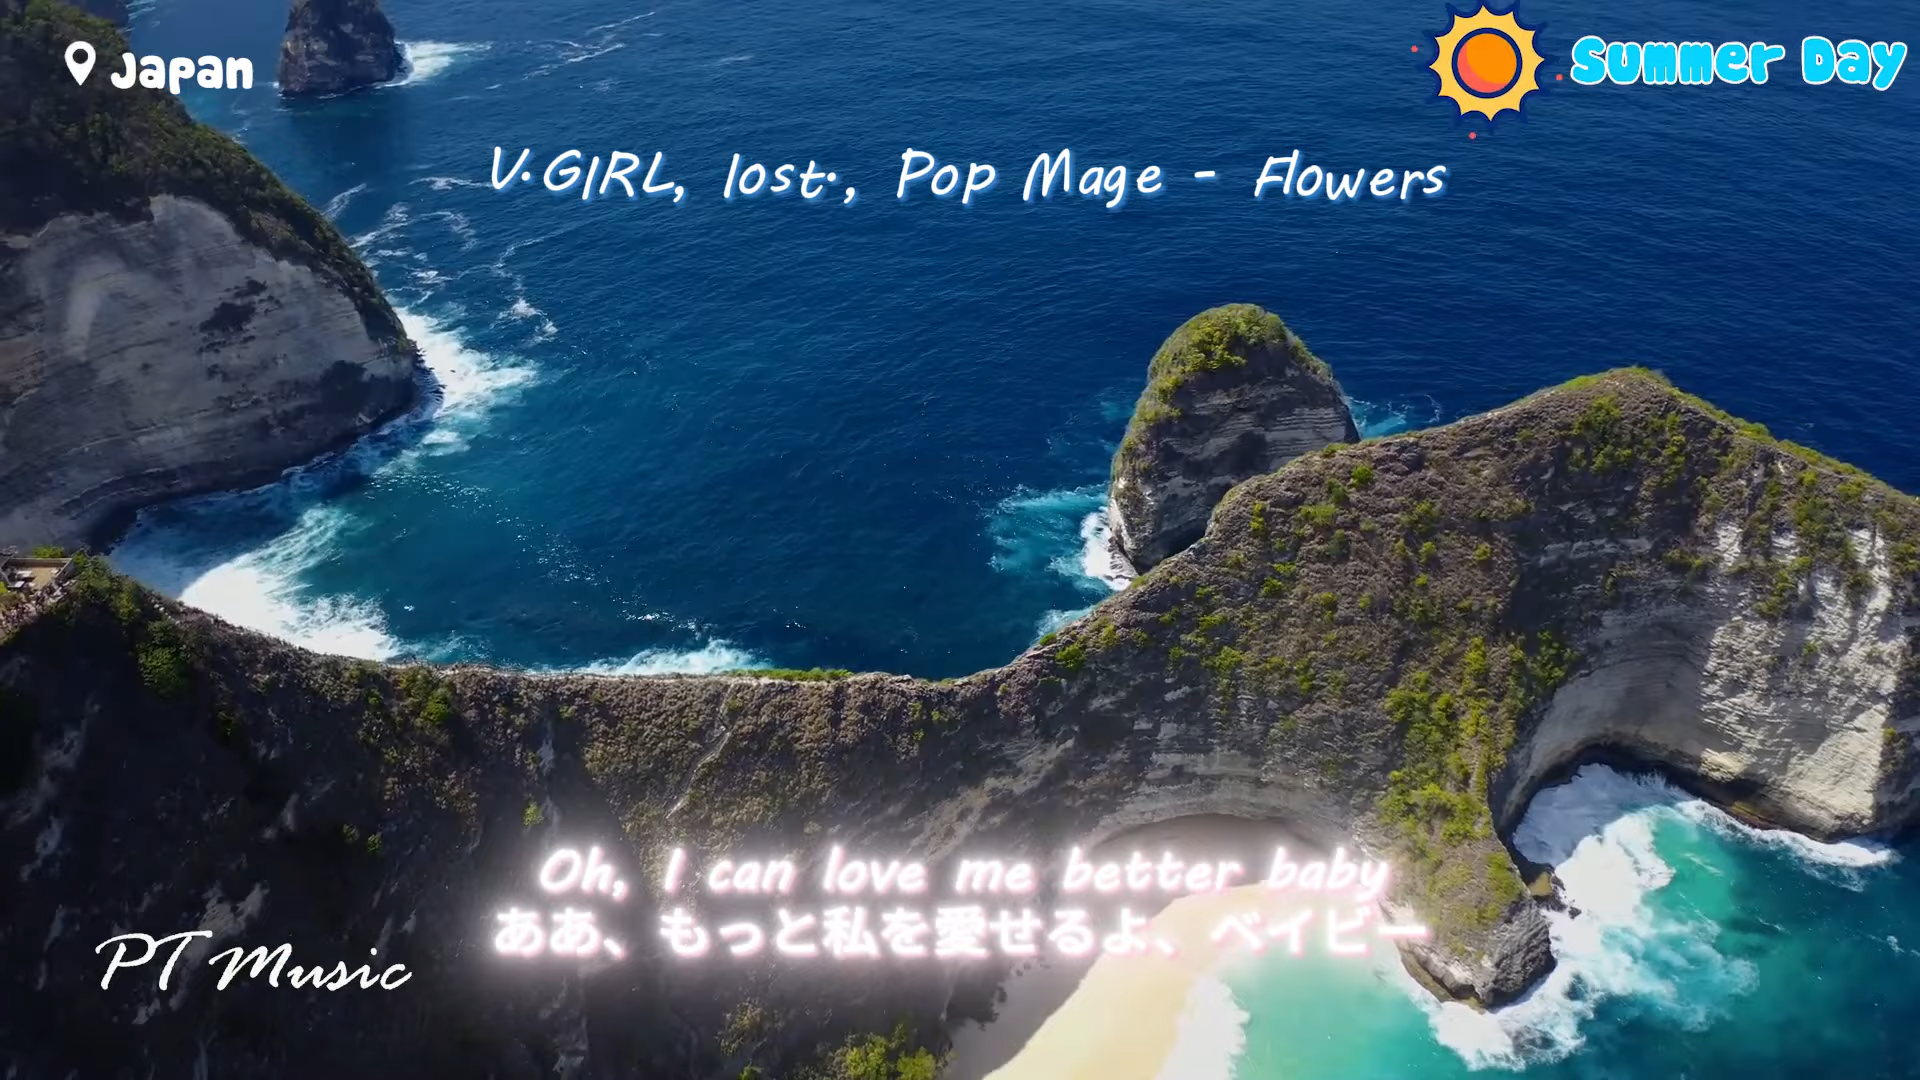 Japan
Summer Day
V.GIRL, lost., Pop Mage - Flowers
Oh, I can love me better baby
ああ、もっと私を愛せるよ、ベイビー
PT Music